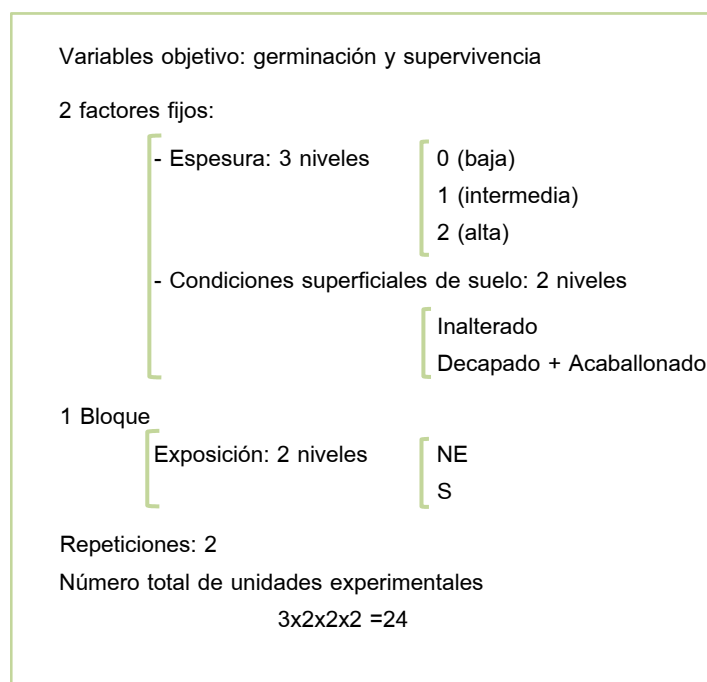 Variables objetivo: germinación y supervivencia
2 factores fijos:
- Espesura: 3 niveles
0 (baja)
1 (intermedia)
2 (alta)
- Condiciones superficiales de suelo: 2 niveles
Inalterado
Decapado + Acaballonado
1 Bloque
Exposición: 2 niveles
NE
S
Repeticiones: 2
Número total de unidades experimentales
3x2x2x2 =24